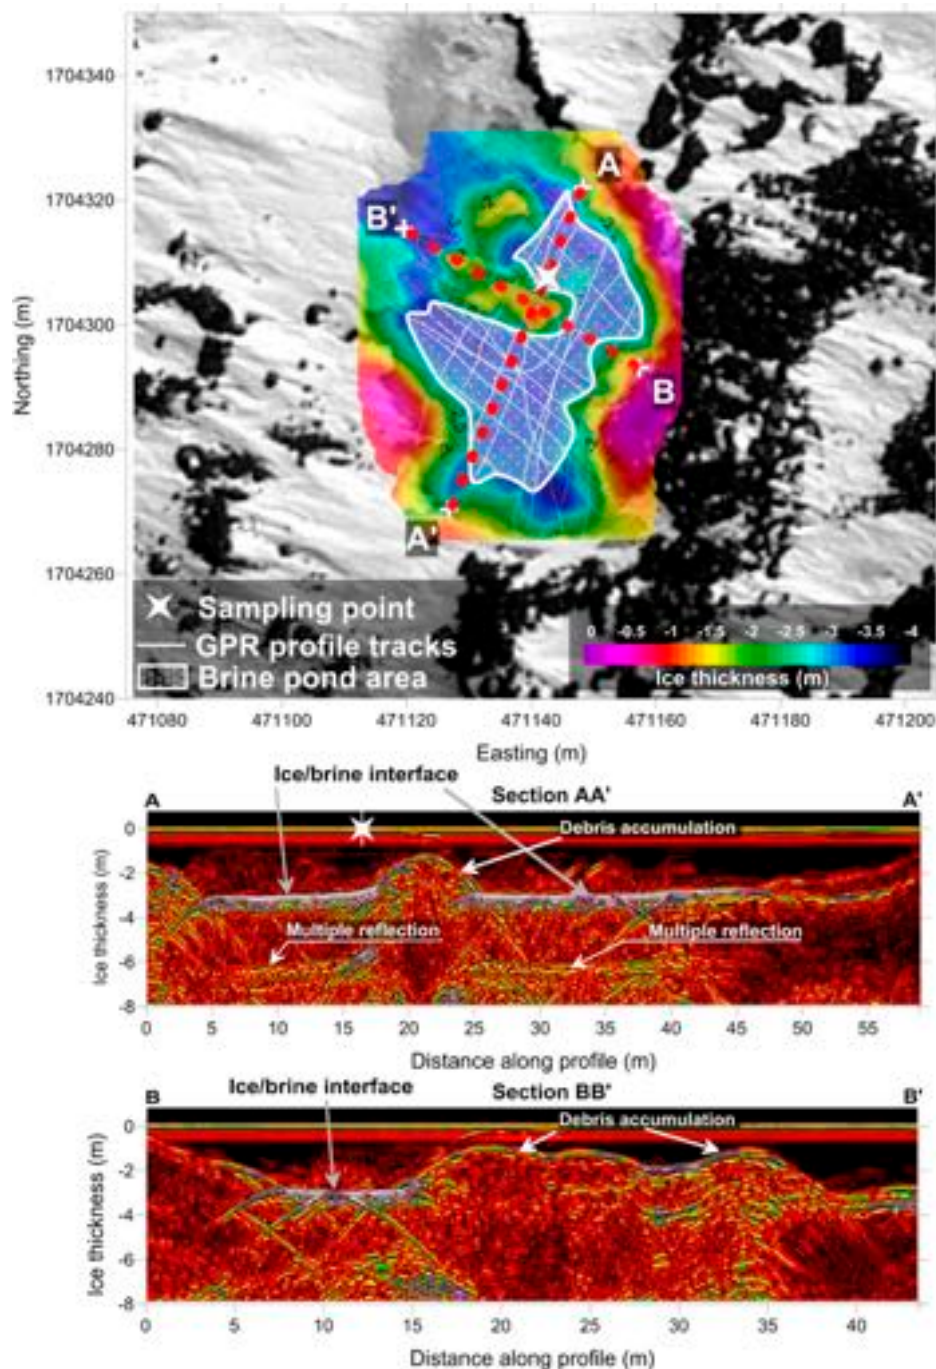 1704340
1704320
1704300
1704280
1704260
1704240
Northing (m)
A
B'
B
A'
Sampling point
GPR profile tracks
Brine pond area
0 -0.5 -1 -1.5 -2 -2.5 -3 -3.5 -4
Ice thickness (m)
471080 471100 471120 471140 471160 471180 471200
Easting (m)
Ice/brine interface
A Section AA' A'
Debris accumulation
Multiple reflection Multiple reflection
0
-2
-4
-6
-8
Ice thickness (m)
0 5 10 15 20 25 30 35 40 45 50 55
Distance along profile (m)
Ice/brine interface
B Section BB' B'
Debris accumulation
0
-2
-4
-6
-8
Ice thickness (m)
0 5 10 15 20 25 30 35 40
Distance along profile (m)